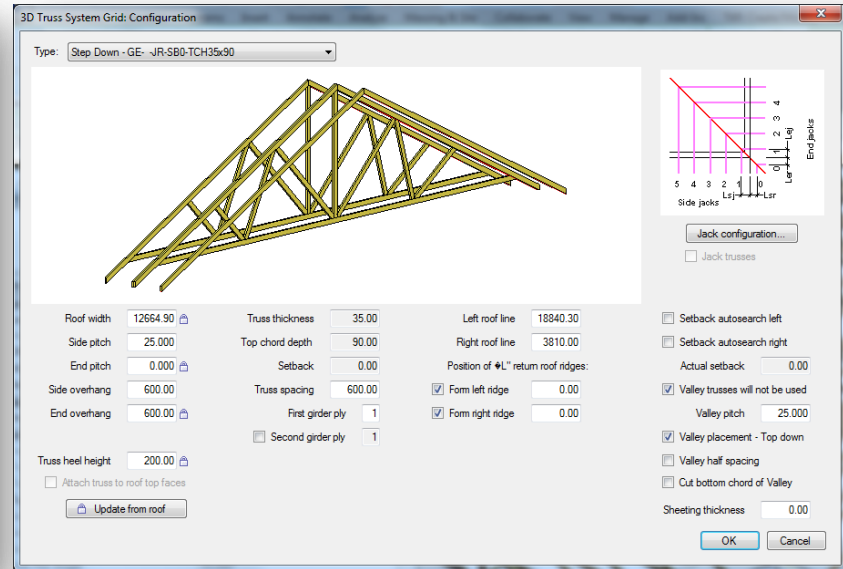 3D Truss System Grid: Configuration
Type: Step Down - GE- -JR-SB0-TCH35x90
4
3
2
1
0
Lej
Ler
End jacks
5 4 3 2 1 0
Lsj Lsr
Side jacks
Jack configuration...
Jack trusses
Roof width 12664.90
Side pitch 25.000
End pitch 0.000
Side overhang 600.00
End overhang 600.00
Truss heel height 200.00
Attach truss to roof top faces
Update from roof
Truss thickness 35.00
Top chord depth 90.00
Setback 0.00
Truss spacing 600.00
First girder ply 1
Second girder ply 1
Left roof line 18840.30
Right roof line 3810.00
Position of �L" return roof ridges:
Form left ridge 0.00
Form right ridge 0.00
Setback autosearch left
Setback autosearch right
Actual setback 0.00
Valley trusses will not be used
Valley pitch 25.000
Valley placement - Top down
Valley half spacing
Cut bottom chord of Valley
Sheeting thickness 0.00
OK Cancel